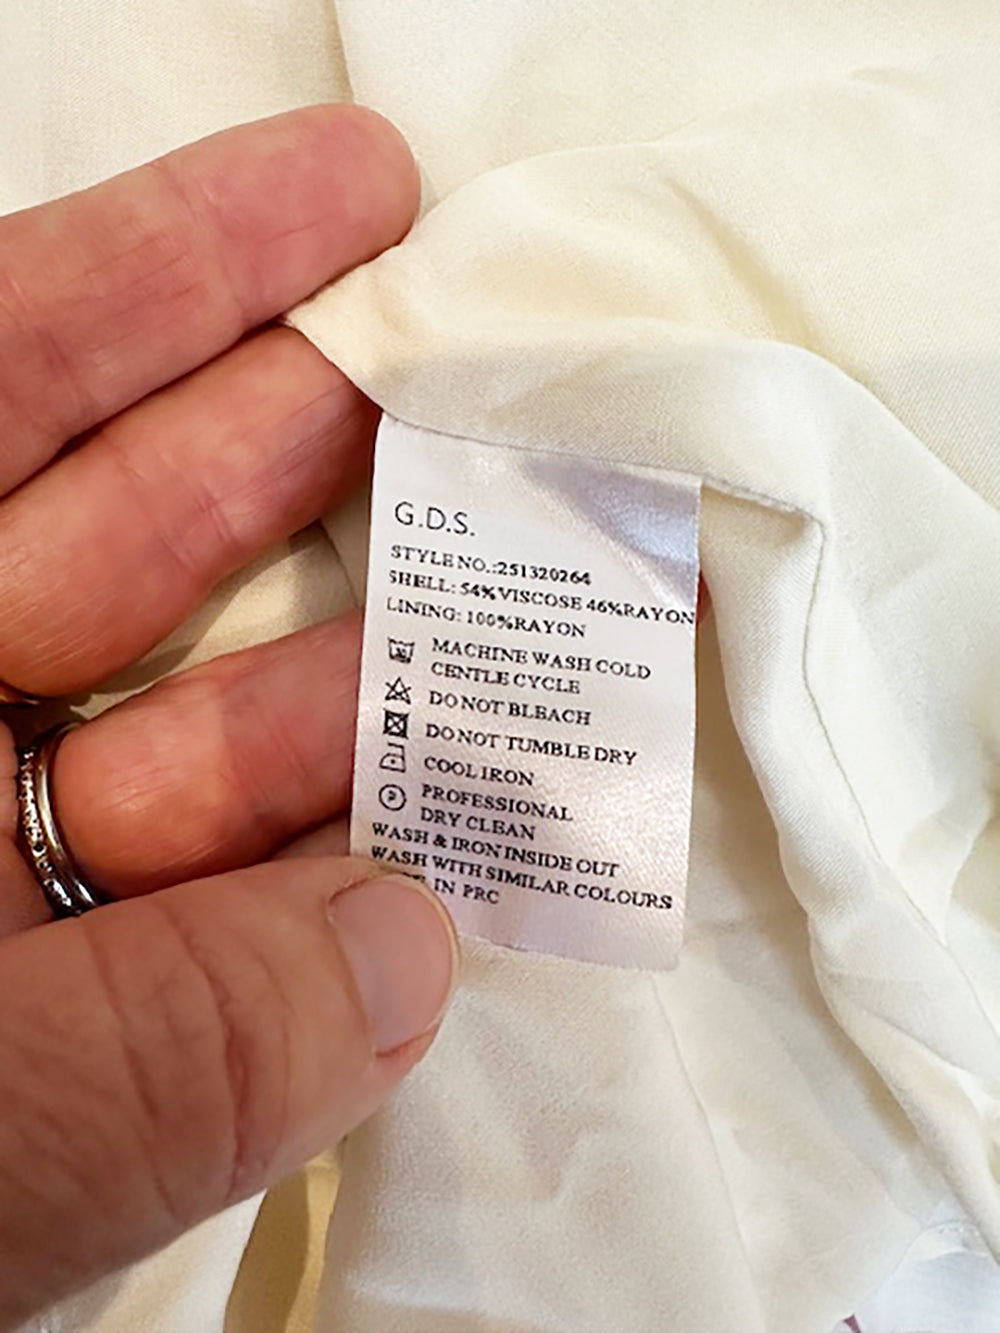 G.D.S.
STYLE NO.:251320264
SHELL: 54%VISCOSE 46%RAYON
LINING: 100%RAYON
MACHINE WASH COLD
CENTLE CYCLE
DO NOT BLEACH
DO NOT TUMBLE DRY
COOL IRON
P
PROFESSIONAL
DRY CLEAN
WASH & IRON INSIDE OUT
WASH WITH SIMILAR COLOURS
IN PRC